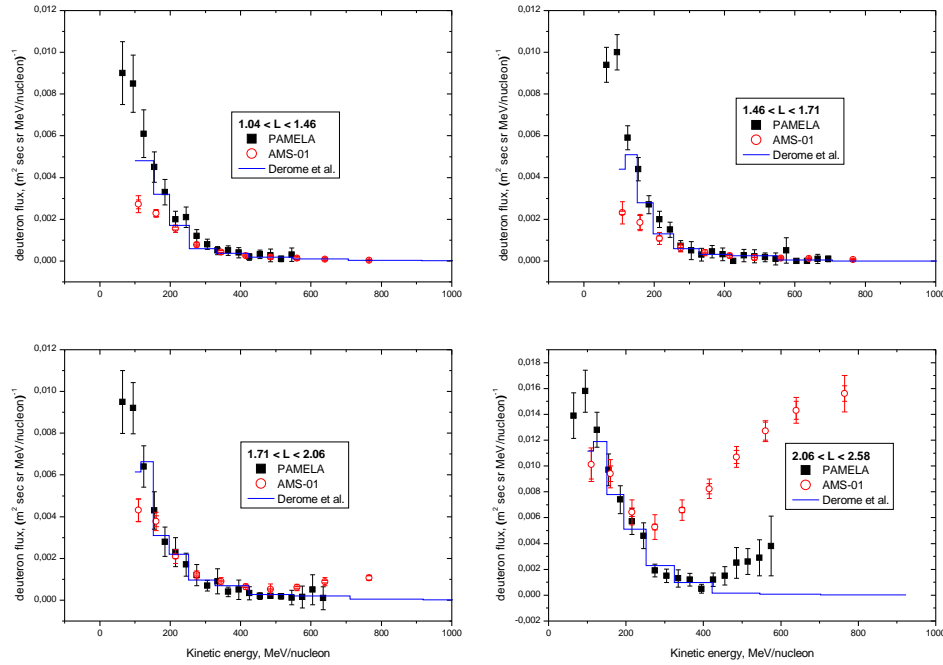 0,012
0,010
0,008
0,006
0,004
0,002
0,000
deuteron flux, (m² sec sr MeV/nucleon)⁻¹
1.04 < L < 1.46
PAMELA
AMS-01
Derome et al.
0 200 400 600 800 1000
0,012
0,010
0,008
0,006
0,004
0,002
0,000
deuteron flux, (m² sec sr MeV/nucleon)⁻¹
1.46 < L < 1.71
PAMELA
AMS-01
Derome et al.
0 200 400 600 800 1000
0,012
0,010
0,008
0,006
0,004
0,002
0,000
deuteron flux, (m² sec sr MeV/nucleon)⁻¹
1.71 < L < 2.06
PAMELA
AMS-01
Derome et al.
0 200 400 600 800 1000
Kinetic energy, MeV/nucleon
0,018
0,016
0,014
0,012
0,010
0,008
0,006
0,004
0,002
0,000
-0,002
deuteron flux, (m² sec sr MeV/nucleon)⁻¹
2.06 < L < 2.58
PAMELA
AMS-01
Derome et al.
0 200 400 600 800 1000
Kinetic energy, MeV/nucleon